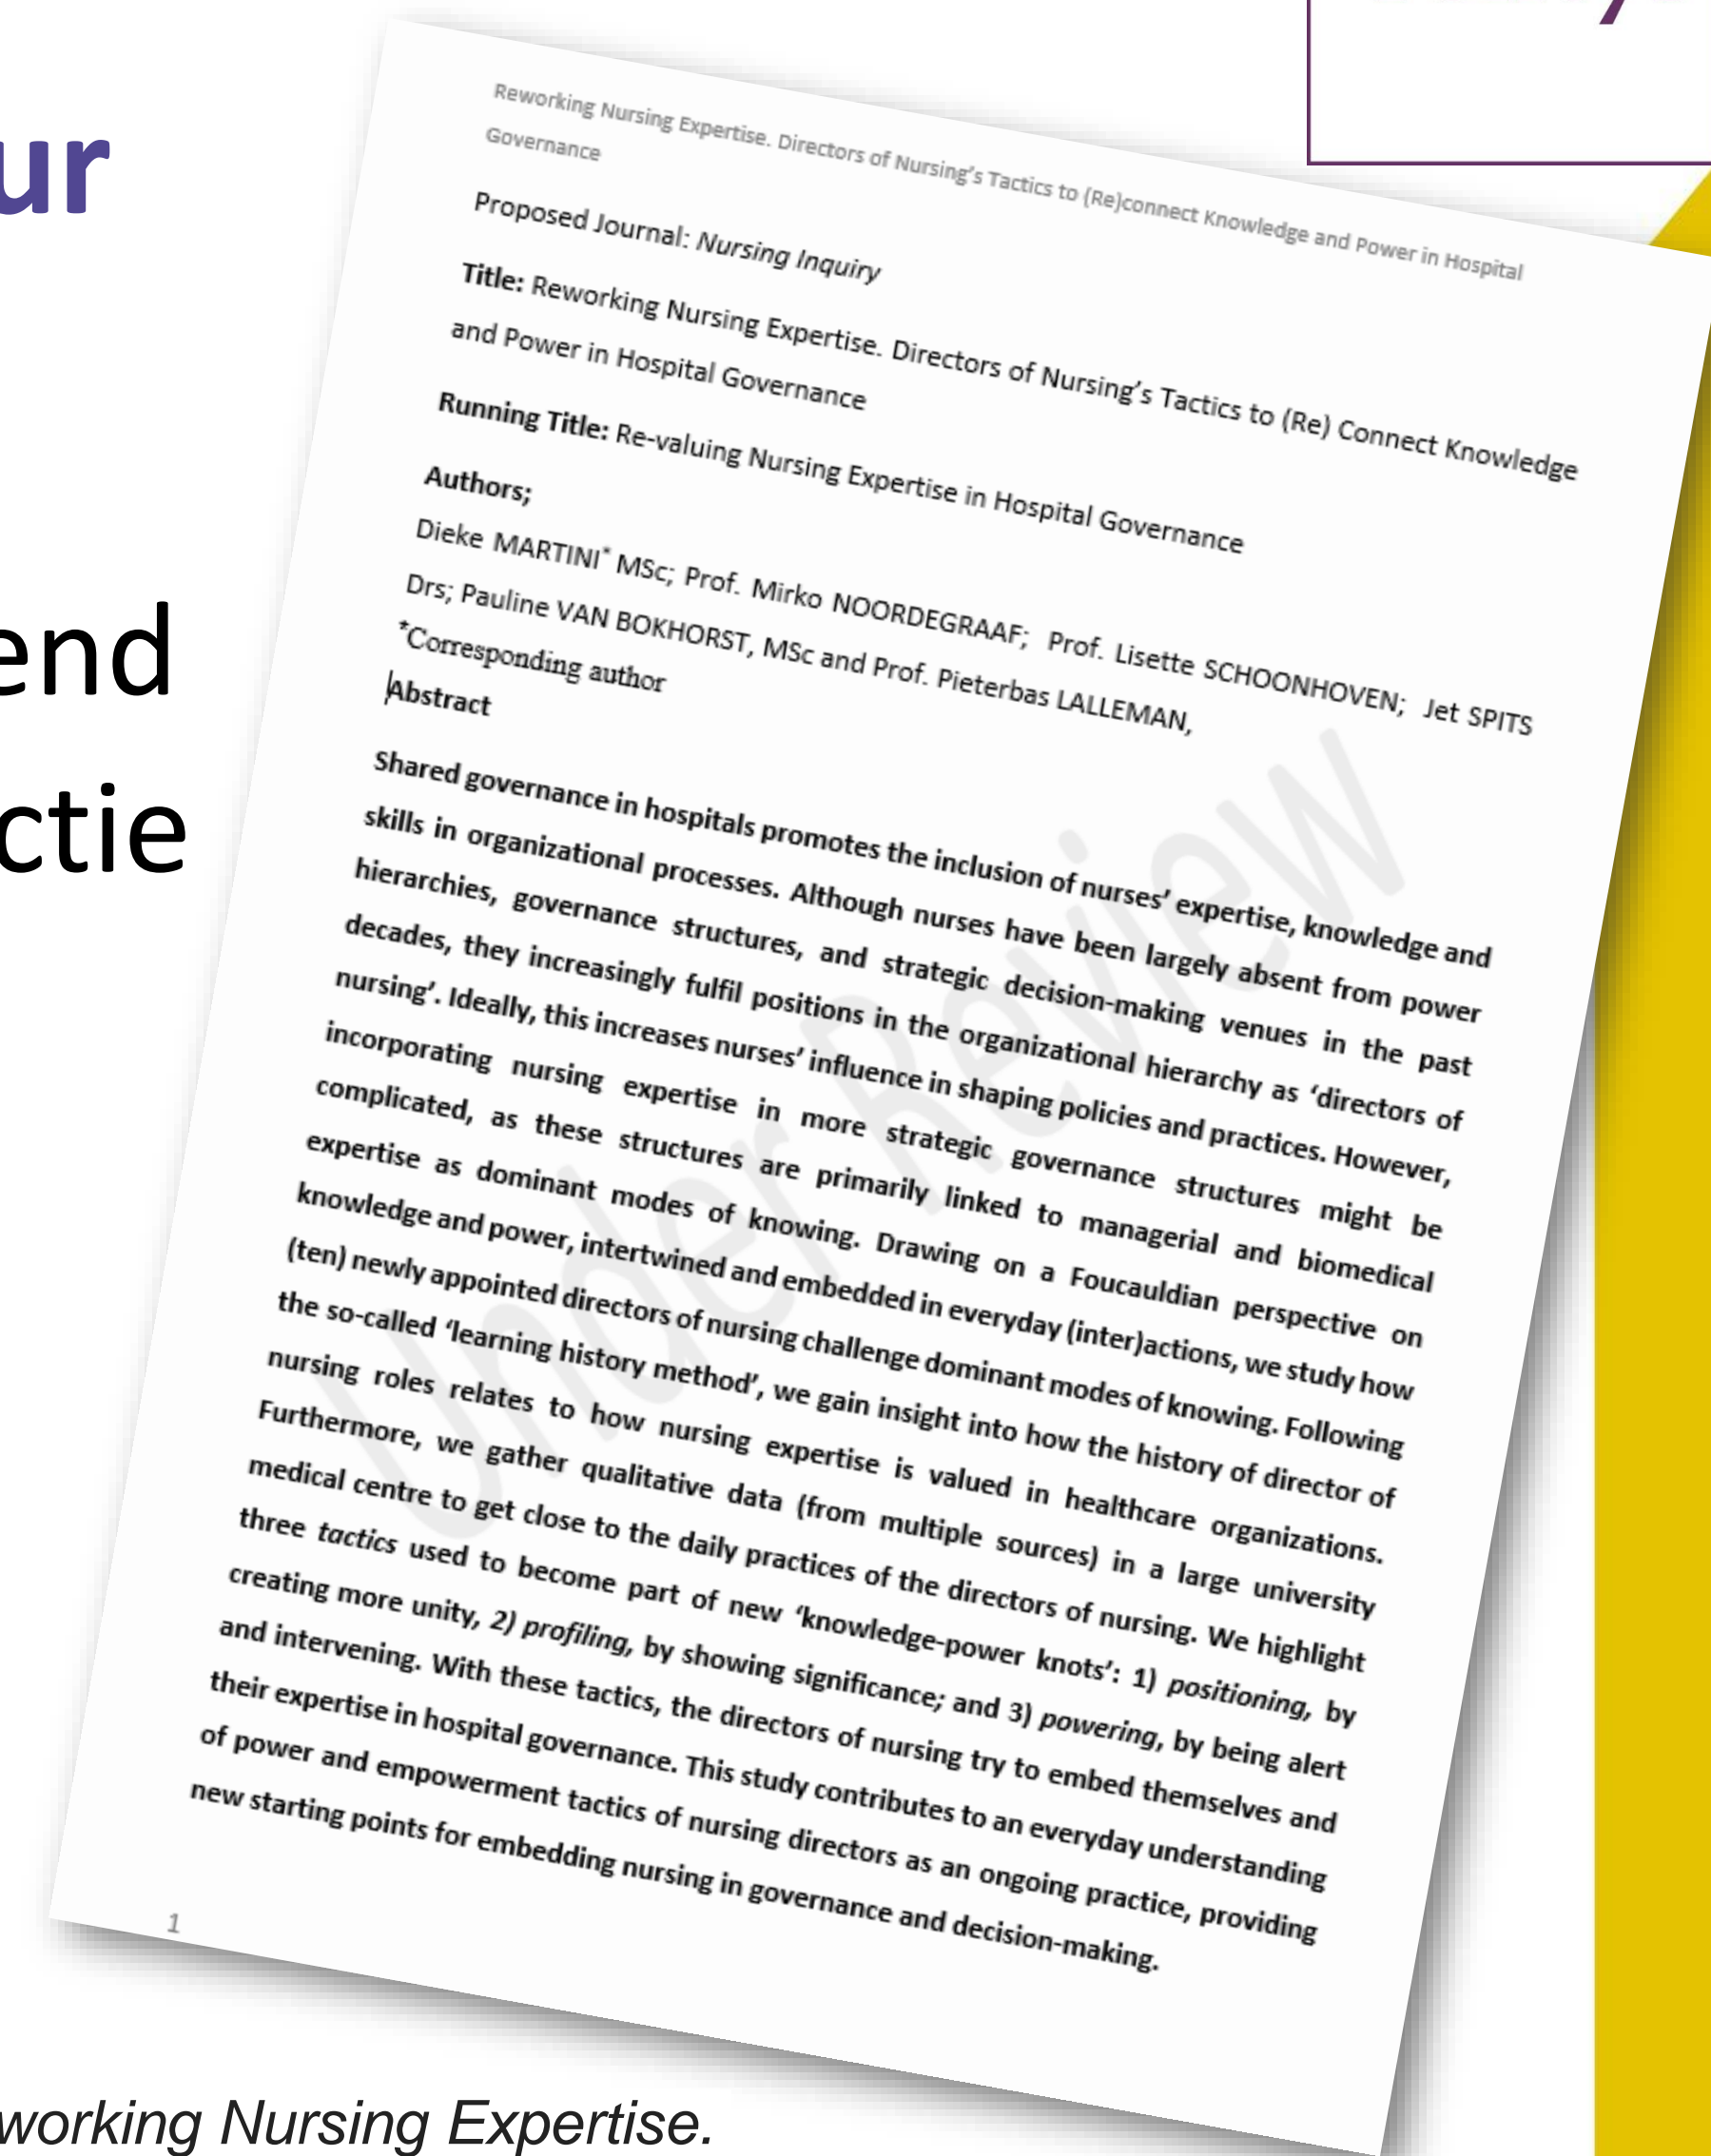 ur
end
ctie
Reworking Nursing Expertise. Directors of Nursing's Tactics to (Re)connect Knowledge and Power in Hospital
Governance
Proposed Journal: Nursing Inquiry
Title: Reworking Nursing Expertise. Directors of Nursing's Tactics to (Re) Connect Knowledge
and Power in Hospital Governance
Running Title: Re-valuing Nursing Expertise in Hospital Governance
Authors;
Dieke MARTINI* MSc; Prof. Mirko NOORDEGRAAF; Prof. Lisette SCHOONHOVEN; Jet SPITS
Drs; Pauline VAN BOKHORST, MSc and Prof. Pieterbas LALLEMAN,
*Corresponding author
Abstract
Shared governance in hospitals promotes the inclusion of nurses' expertise, knowledge and
skills in organizational processes. Although nurses have been largely absent from power
hierarchies, governance structures, and strategic decision-making venues in the past
decades, they increasingly fulfil positions in the organizational hierarchy as 'directors of
nursing'. Ideally, this increases nurses' influence in shaping policies and practices. However,
incorporating nursing expertise in more strategic governance structures might be
complicated, as these structures are primarily linked to managerial and biomedical
expertise as dominant modes of knowing. Drawing on a Foucauldian perspective on
knowledge and power, intertwined and embedded in everyday (inter)actions, we study how
(ten) newly appointed directors of nursing challenge dominant modes of knowing. Following
the so-called 'learning history method', we gain insight into how the history of director of
nursing roles relates to how nursing expertise is valued in healthcare organizations.
Furthermore, we gather qualitative data (from multiple sources) in a large university
medical centre to get close to the daily practices of the directors of nursing. We highlight
three tactics used to become part of new 'knowledge-power knots': 1) positioning, by
creating more unity, 2) profiling, by showing significance; and 3) powering, by being alert
and intervening. With these tactics, the directors of nursing try to embed themselves and
their expertise in hospital governance. This study contributes to an everyday understanding
of power and empowerment tactics of nursing directors as an ongoing practice, providing
new starting points for embedding nursing in governance and decision-making.
Under Review
1
working Nursing Expertise.